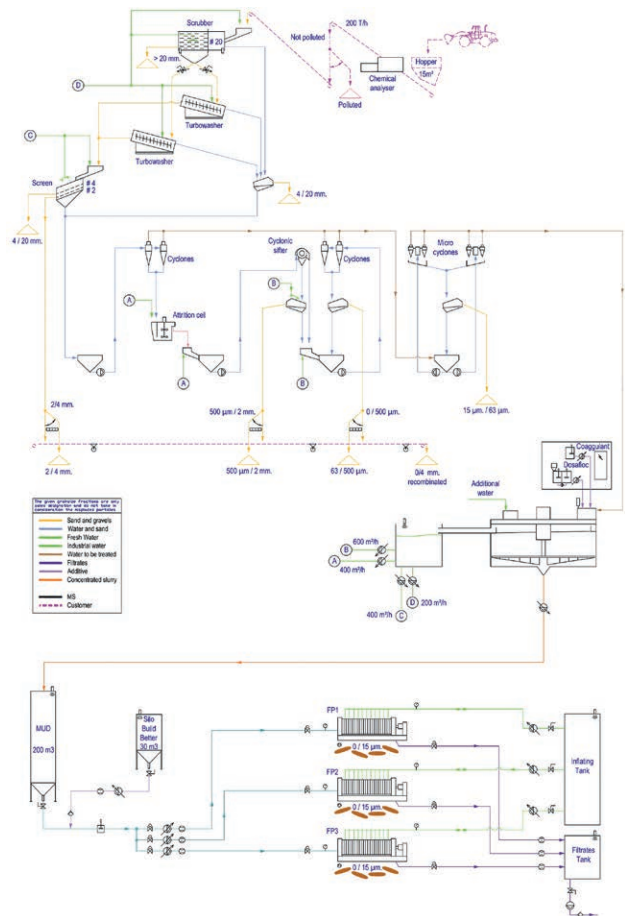 Scrubber
# 20
> 20 mm.
200 T/h
Not polluted
Polluted
Chemical
analyser
Hopper
15m³
D
Turbowasher
Turbowasher
C
Screen
# 4
# 2
4 / 20 mm.
4 / 20 mm.
Cyclones
Cyclonic
sifter
Cyclones
Micro
cyclones
A
Attrition cell
B
A
B
2/4 mm.
500 µm / 2 mm.
0 / 500 µm.
15 µm. / 63 µm.
2 / 4 mm.
500 µm / 2 mm.
63 / 500 µm.
0/4 mm.
recombined
Coagulant
Dosafloc
Additional
water
Sand and gravels
Water and sand
Fresh Water
Industrial water
Water to be treated
Filtrates
Additive
Concentrated slurry
MS
Customer
B
600 m³/h
A
400 m³/h
400 m³/h
C
D
200 m³/h
MUD
200 m3
Silo
Build
Better
30 m3
FP1
0 / 15 µm.
FP2
0 / 15 µm.
FP3
0 / 15 µm.
Inflating
Tank
Filtrates
Tank